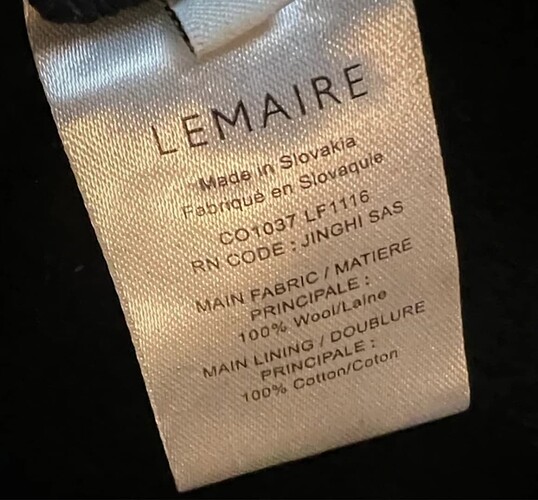 LEMAIRE
Made in Slovakia
Fabriqué en Slovaquie
CO1037 LF1116
RN CODE : JINGHI SAS
MAIN FABRIC / MATIERE
PRINCIPALE :
100% Wool/Laine
MAIN LINING / DOUBLURE
PRINCIPALE :
100% Cotton/Coton